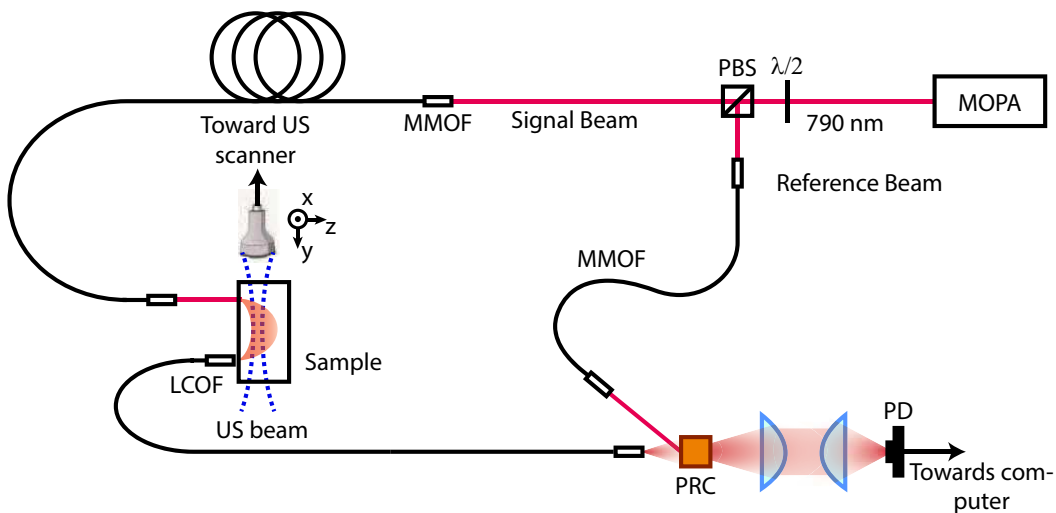 PBS
λ/2
MOPA
Toward US
scanner
MMOF
Signal Beam
790 nm
Reference Beam
x
z
y
MMOF
Sample
LCOF
US beam
PRC
PD
Towards com-
puter